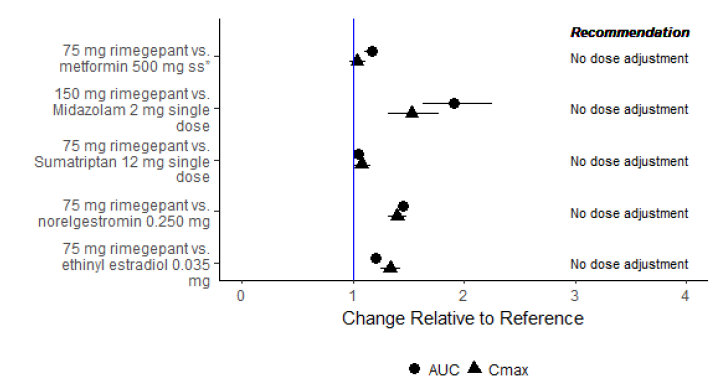 Recommendation
75 mg rimegepant vs.
metformin 500 mg ss"
No dose adjustment
150 mg rimegepant vs.
Midazolam 2 mg single
dose
No dose adjustment
75 mg rimegepant vs.
Sumatriptan 12 mg single
dose
No dose adjustment
75 mg rimegepant vs.
norelgestromin 0.250 mg
No dose adjustment
75 mg rimegepant vs.
ethinyl estradiol 0.035
mg
No dose adjustment
0 1 2 3 4
Change Relative to Reference
AUC Cmax